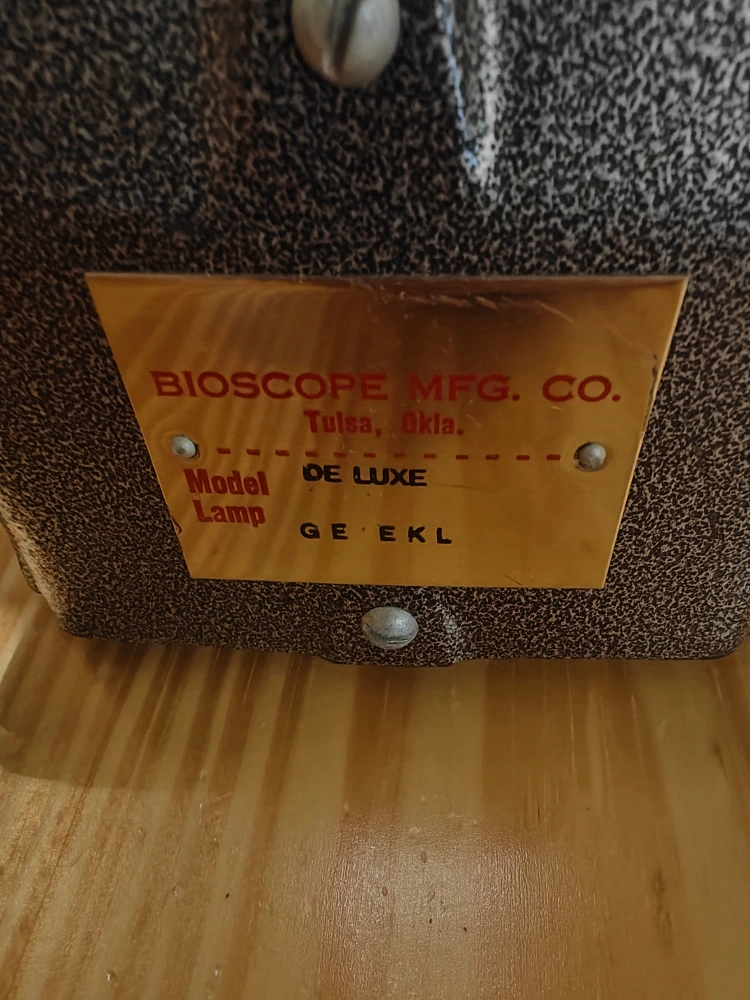 BIOSCOPE MFG. CO.
Tulsa, Okla.
Model DE LUXE
Lamp GE EKL